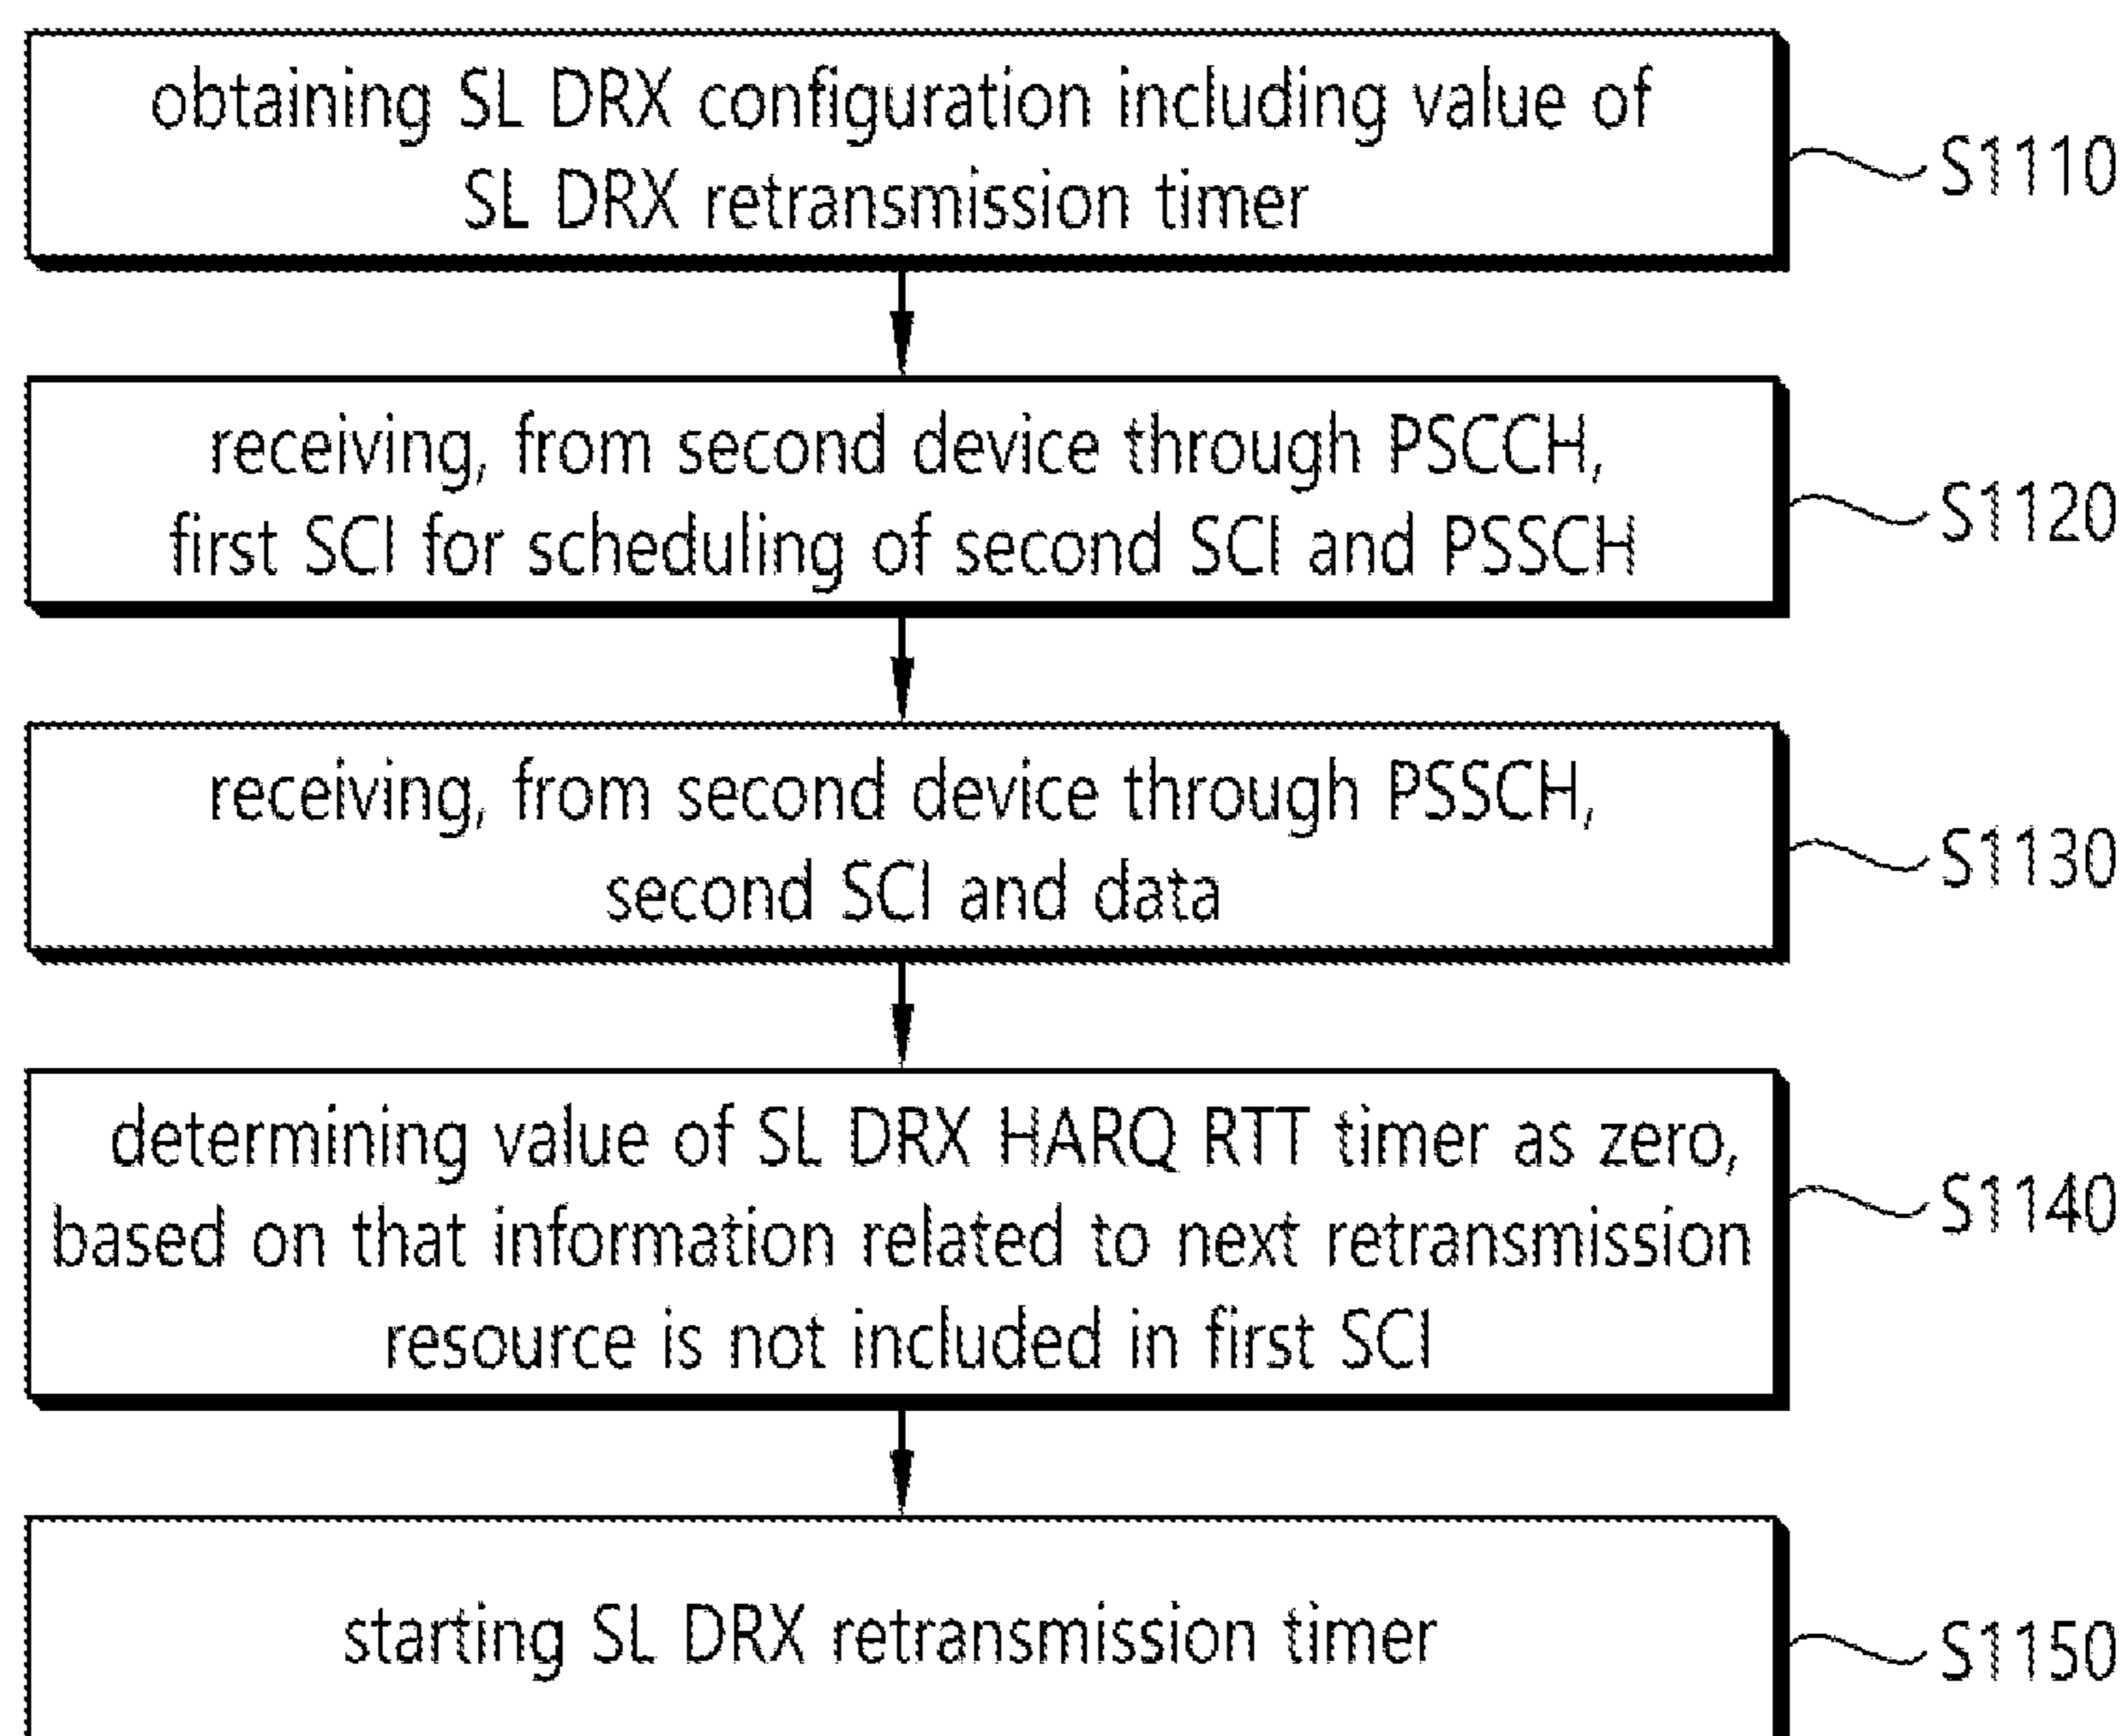 obtaining SL DRX configuration including value of
SL DRX retransmission timer
S1110
receiving, from second device through PSCCH,
first SCI for scheduling of second SCI and PSSCH
S1120
receiving, from second device through PSSCH,
second SCI and data
S1130
determining value of SL DRX HARQ RTT timer as zero,
based on that information related to next retransmission
resource is not included in first SCI
S1140
starting SL DRX retransmission timer
S1150